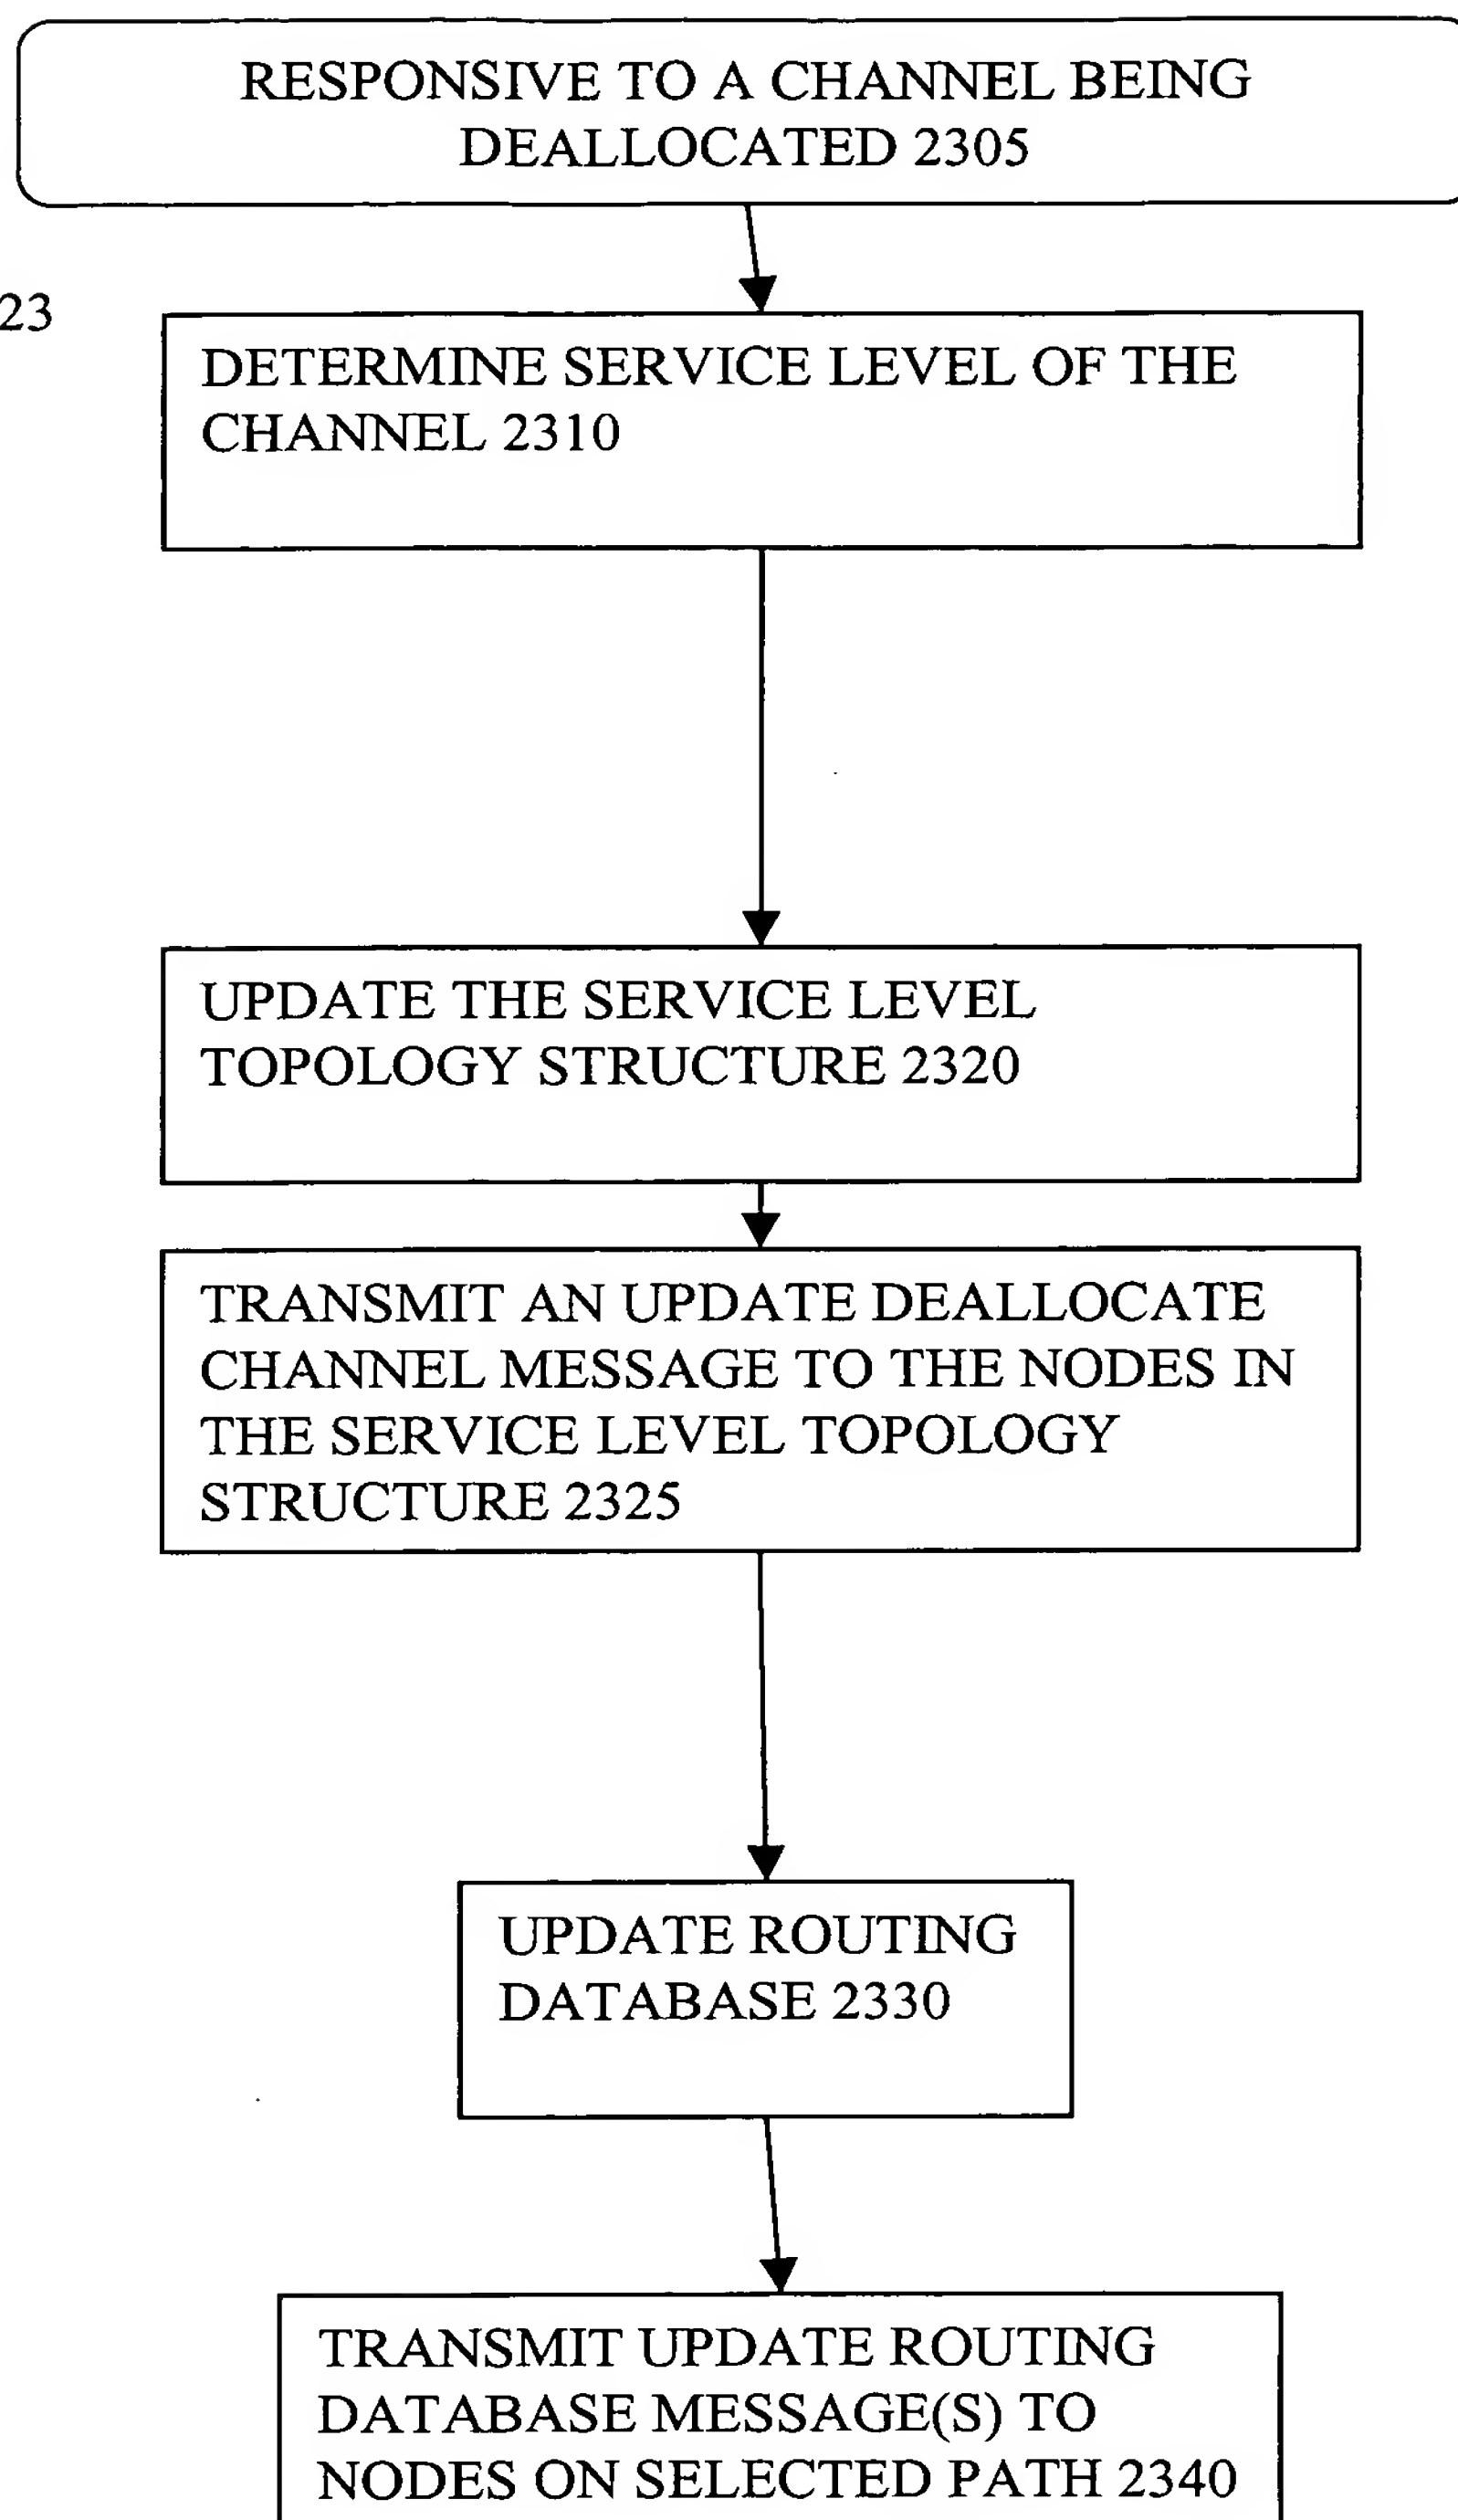 RESPONSIVE TO A CHANNEL BEING
DEALLOCATED 2305
23
DETERMINE SERVICE LEVEL OF THE
CHANNEL 2310
UPDATE THE SERVICE LEVEL
TOPOLOGY STRUCTURE 2320
TRANSMIT AN UPDATE DEALLOCATE
CHANNEL MESSAGE TO THE NODES IN
THE SERVICE LEVEL TOPOLOGY
STRUCTURE 2325
UPDATE ROUTING
DATABASE 2330
TRANSMIT UPDATE ROUTING
DATABASE MESSAGE(S) TO
NODES ON SELECTED PATH 2340